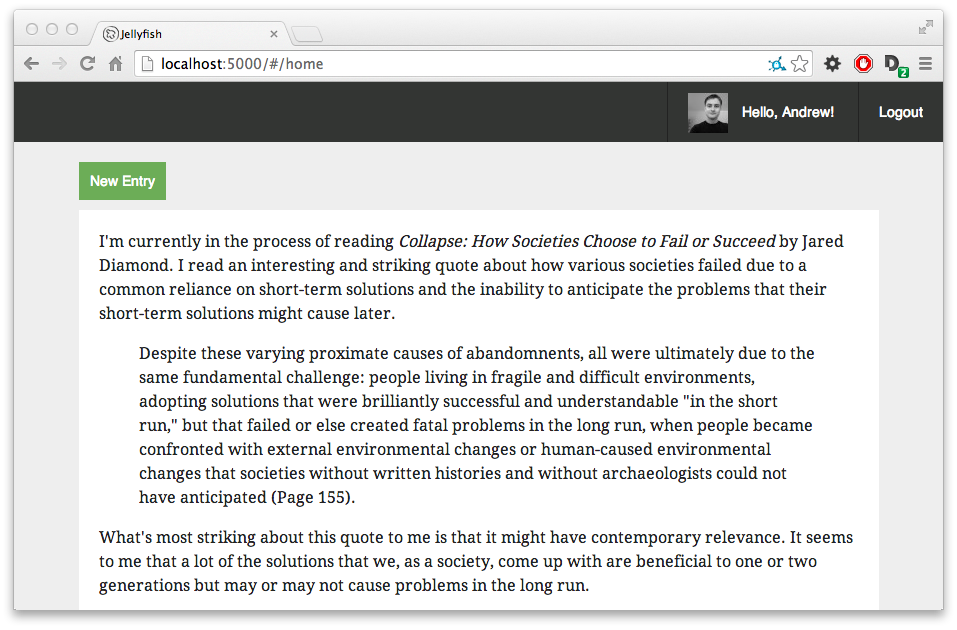 Jellyfish
localhost:5000/#/home
2
Hello, Andrew!
Logout
New Entry
I'm currently in the process of reading Collapse: How Societies Choose to Fail or Succeed by Jared
Diamond. I read an interesting and striking quote about how various societies failed due to a
common reliance on short-term solutions and the inability to anticipate the problems that their
short-term solutions might cause later.
Despite these varying proximate causes of abandomnents, all were ultimately due to the
same fundamental challenge: people living in fragile and difficult environments,
adopting solutions that were brilliantly successful and understandable "in the short
run," but that failed or else created fatal problems in the long run, when people became
confronted with external environmental changes or human-caused environmental
changes that societies without written histories and without archaeologists could not
have anticipated (Page 155).
What's most striking about this quote to me is that it might have contemporary relevance. It seems
to me that a lot of the solutions that we, as a society, come up with are beneficial to one or two
generations but may or may not cause problems in the long run.